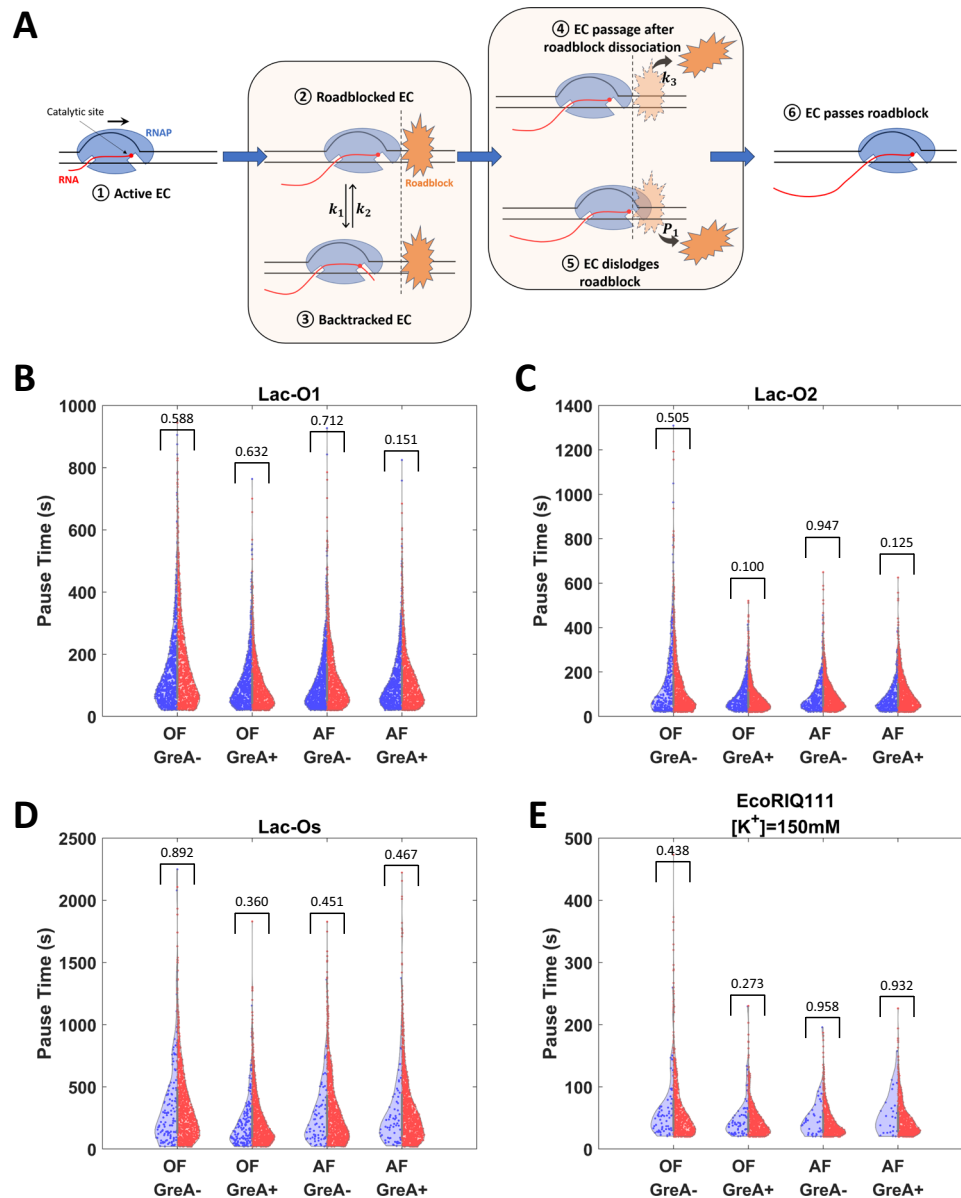 A
Catalytic site
RNAP
RNA
① Active EC
② Roadblocked EC
Roadblock
k₁
k₂
③ Backtracked EC
④ EC passage after
roadblock dissociation
k₃
P₁
⑤ EC dislodges
roadblock
⑥ EC passes roadblock
B
Lac-O1
Pause Time (s)
1000
800
600
400
200
0
0.588
0.632
0.712
0.151
OF OF AF AF
GreA- GreA+ GreA- GreA+
C
Lac-O2
Pause Time (s)
1400
1200
1000
800
600
400
200
0
0.505
0.100
0.947
0.125
OF OF AF AF
GreA- GreA+ GreA- GreA+
D
Lac-Os
Pause Time (s)
2500
2000
1500
1000
500
0
0.892
0.360
0.451
0.467
OF OF AF AF
GreA- GreA+ GreA- GreA+
E
EcoRIQ111
[K⁺]=150mM
Pause Time (s)
500
400
300
200
100
0
0.438
0.273
0.958
0.932
OF OF AF AF
GreA- GreA+ GreA- GreA+